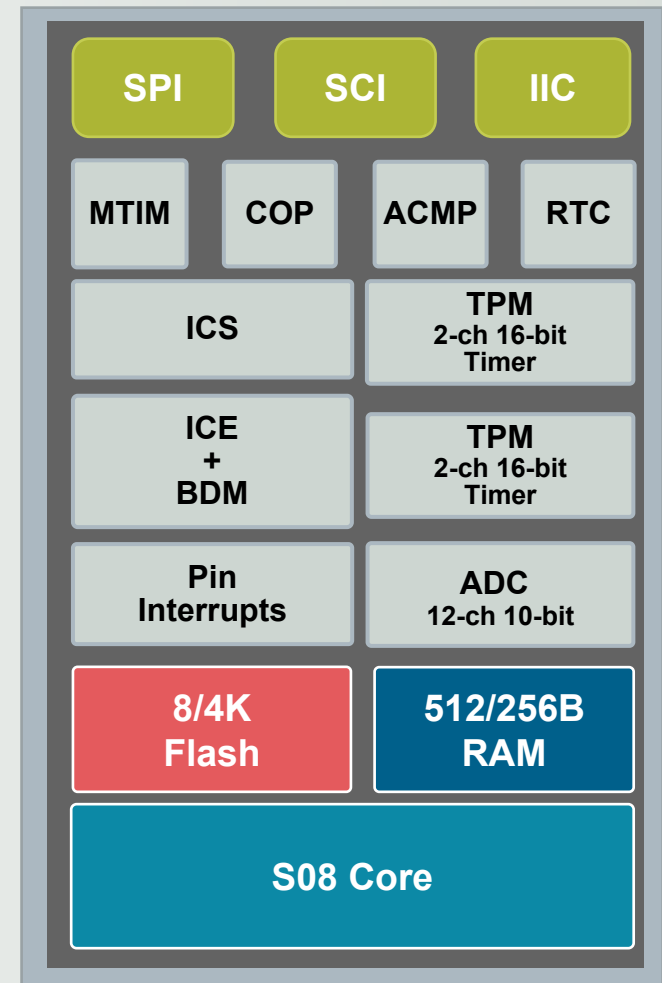 SPI
SCI
IIC
MTIM
COP
ACMP
RTC
ICS
TPM
2-ch 16-bit
Timer
ICE
+
BDM
TPM
2-ch 16-bit
Timer
Pin
Interrupts
ADC
12-ch 10-bit
8/4K
Flash
512/256B
RAM
S08 Core